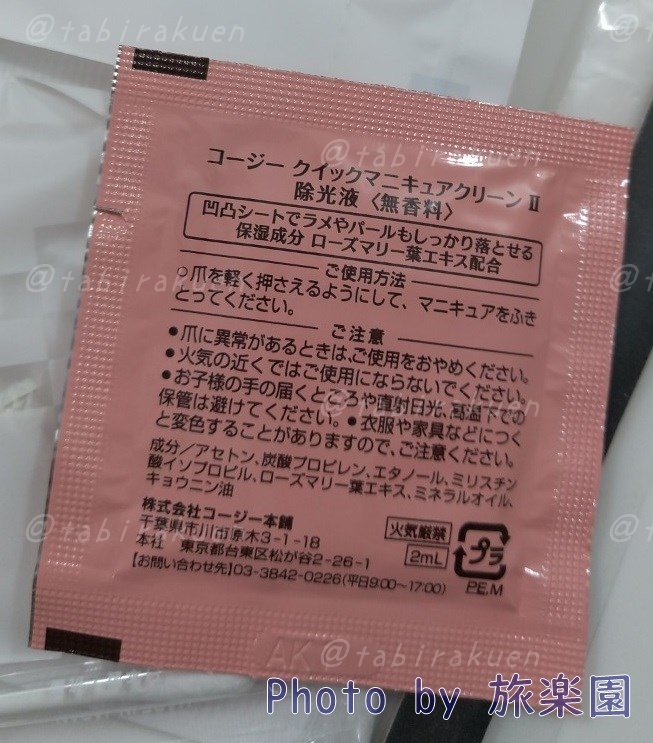 @tabirakuen
@tabirakuen
@tabirakuen
コージー クイックマニキュアクリーンⅡ
除光液〈無香料〉
凹凸シートでラメやパールもしっかり落とせる
保湿成分 ローズマリー葉エキス配合
@tabirakuen
ご使用方法
○爪を軽く押さえるようにして、マニキュアをふき
とってください。
ご注意
●爪に異常があるときは、ご使用をおやめください。
●火気の近くではご使用にならないでください。
●お子様の手の届くところや直射日光、高温下での
保管は避けてください。●衣服や家具などにつく
と変色することがありますので、ご注意ください。
@tabirakuen
成分/アセトン、炭酸プロピレン、エタノール、ミリスチン
酸イソプロピル、ローズマリー葉エキス、ミネラルオイル、
キョウニン油
株式会社コージー本舗
千葉県市川市原木3-1-18
本社 東京都台東区松が谷2-26-1
【お問い合わせ先】03-3842-0226(平日9:00~17:00)
火気厳禁
2mL
プラ
PE.M
@tabirakuen
AK
@tabirakuen
Photo by 旅楽園